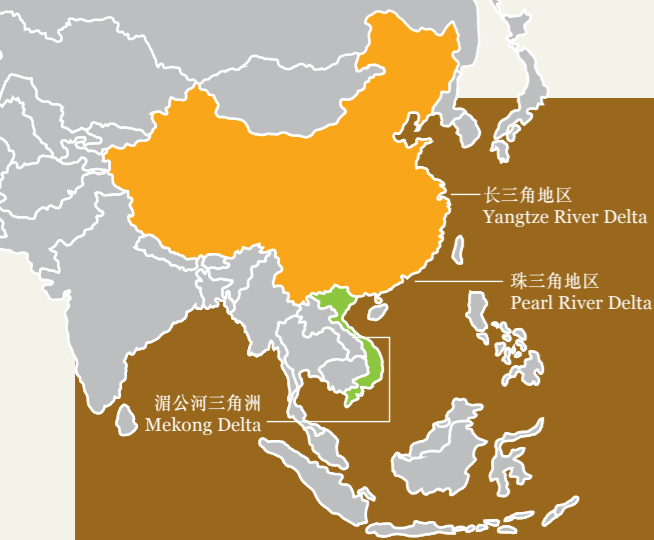 长三角地区
Yangtze River Delta
珠三角地区
Pearl River Delta
湄公河三角洲
Mekong Delta